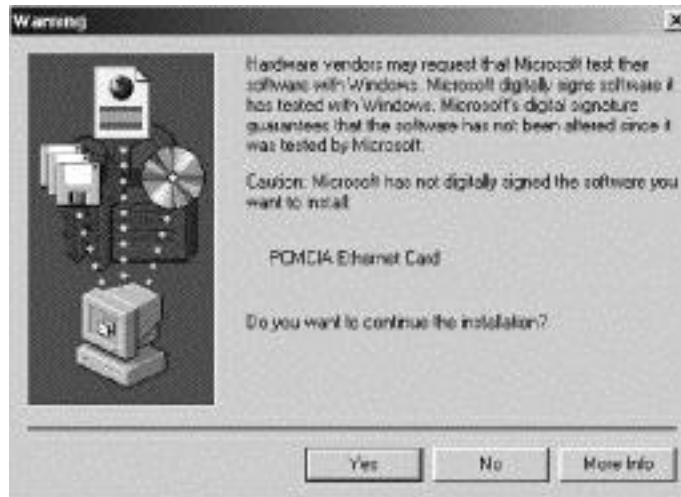 Warning
Hardware vendors may request that Microsoft test their
software with Windows. Microsoft digitally signs software it
has tested with Windows. Microsoft's digital signature
guarantees that the software has not been altered since it
was tested by Microsoft.
Caution: Microsoft has not digitally signed the software you
want to install:
PCMCIA Ethernet Card
Do you want to continue the installation?
Yes
No
More Info